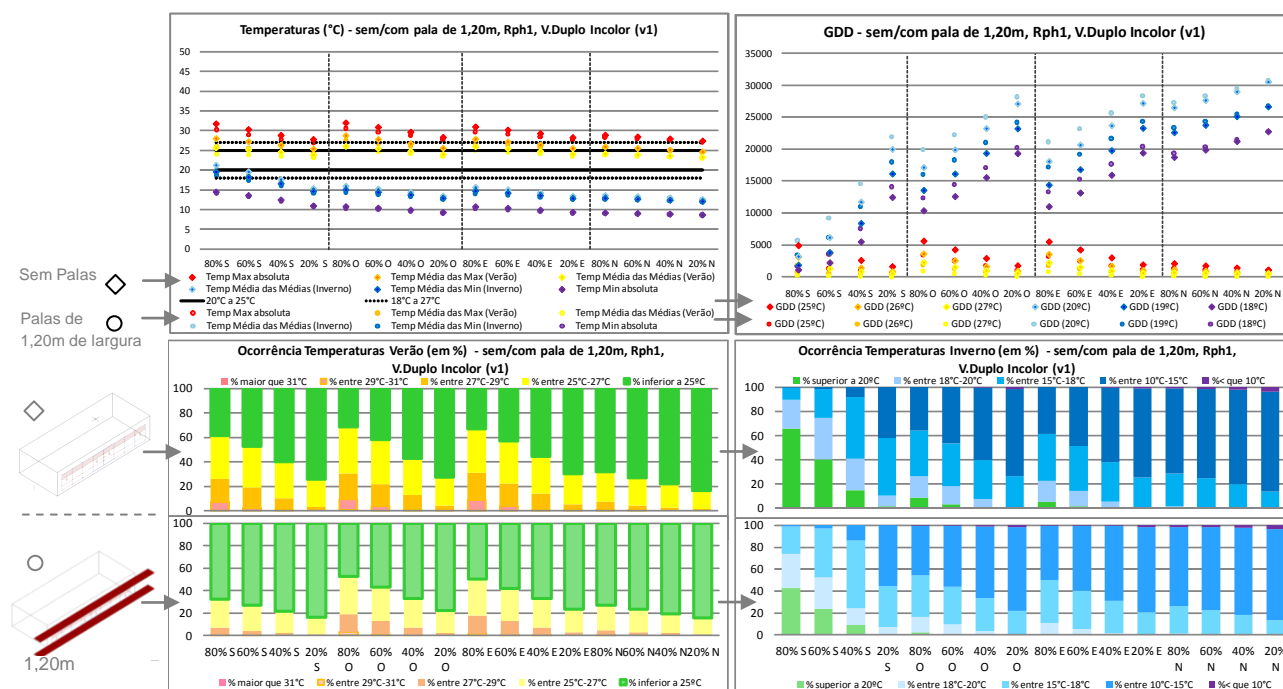 Temperaturas (°C) - sem/com pala de 1,20m, Rph1, V.Duplo Incolor (v1)
50
45
40
35
30
25
20
15
10
5
0
80% S 60% S 40% S 20% S 80% O 60% O 40% O 20% O 80% E 60% E 40% E 20% E 80% N 60% N 40% N 20% N
Temp Max absoluta Temp Média das Max (Verão) Temp Média das Médias (Verão)
Temp Média das Médias (Inverno) Temp Média das Min (Inverno) Temp Min absoluta
20°C a 25°C 18°C a 27°C
Temp Max absoluta Temp Média das Max (Verão) Temp Média das Médias (Verão)
Temp Média das Médias (Inverno) Temp Média das Min (Inverno) Temp Min absoluta
GDD - sem/com pala de 1,20m, Rph1, V.Duplo Incolor (v1)
35000
30000
25000
20000
15000
10000
5000
0
80% S 60% S 40% S 20% S 80% O 60% O 40% O 20% O 80% E 60% E 40% E 20% E 80% N 60% N 40% N 20% N
GDD (25ºC) GDD (26ºC) GDD (27ºC) GDD (20ºC) GDD (19ºC) GDD (18ºC)
GDD (25ºC) GDD (26ºC) GDD (27ºC) GDD (20ºC) GDD (19ºC) GDD (18ºC)
Sem Palas
Palas de
1,20m de largura
1,20m
Ocorrência Temperaturas Verão (em %) - sem/com pala de 1,20m, Rph1,
V.Duplo Incolor (v1)
% maior que 31°C % entre 29°C-31°C % entre 27°C-29°C % entre 25°C-27°C % inferior a 25ºC
100
80
60
40
20
0
100
80
60
40
20
0
80% S 60% S 40% S 20% S 80% O 60% O 40% O 20% O 80% E 60% E 40% E 20% E 80% N 60% N 40% N 20% N
% maior que 31°C % entre 29°C-31°C % entre 27°C-29°C % entre 25°C-27°C % inferior a 25ºC
Ocorrência Temperaturas Inverno (em %) - sem/com pala de 1,20m, Rph1,
V.Duplo Incolor (v1)
% superior a 20ºC % entre 18°C-20°C % entre 15°C-18°C % entre 10°C-15°C %< que 10°C
100
80
60
40
20
0
100
80
60
40
20
0
80% S 60% S 40% S 20% S 80% O 60% O 40% O 20% O 80% E 60% E 40% E 20% E 80% N 60% N 40% N 20% N
% superior a 20ºC % entre 18°C-20°C % entre 15°C-18°C % entre 10°C-15°C %< que 10°C